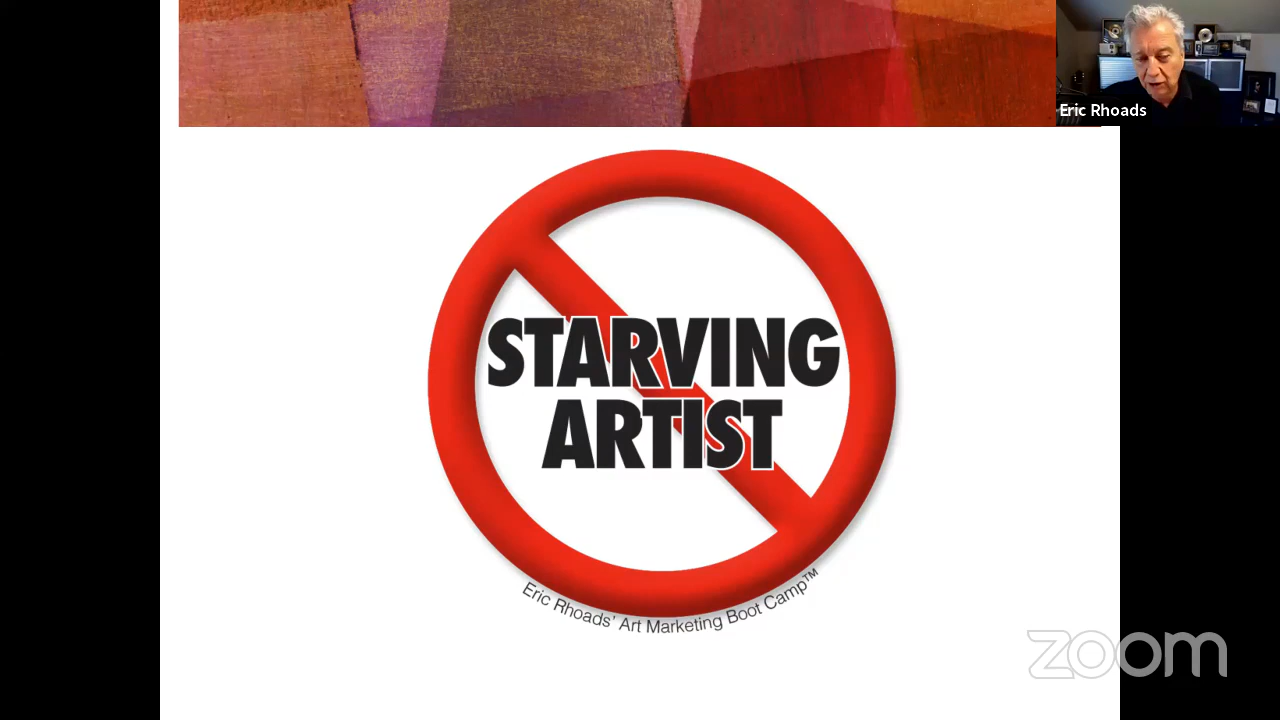 Eric Rhoads
STARVING
ARTIST
Eric Rhoads' Art Marketing Boot Camp™
zoom